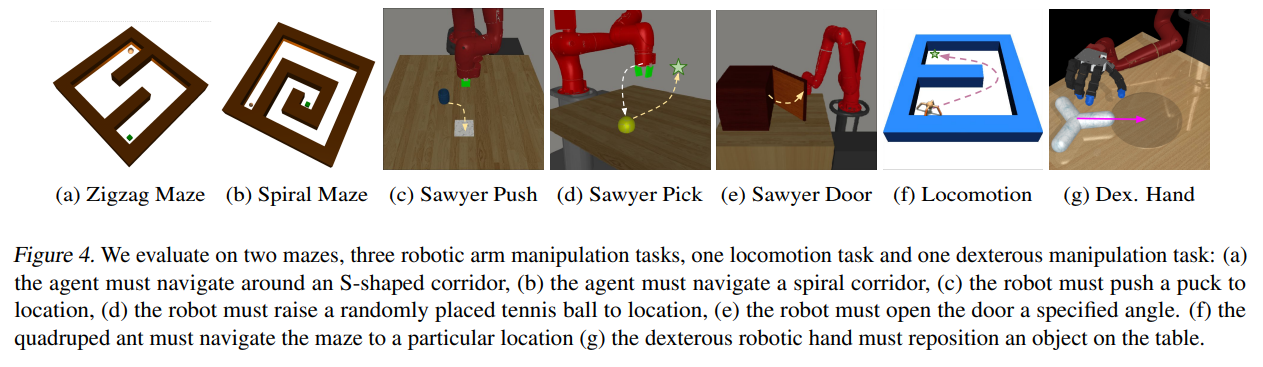 (a) Zigzag Maze (b) Spiral Maze (c) Sawyer Push (d) Sawyer Pick (e) Sawyer Door (f) Locomotion (g) Dex. Hand
Figure 4. We evaluate on two mazes, three robotic arm manipulation tasks, one locomotion task and one dexterous manipulation task: (a)
the agent must navigate around an S-shaped corridor, (b) the agent must navigate a spiral corridor, (c) the robot must push a puck to
location, (d) the robot must raise a randomly placed tennis ball to location, (e) the robot must open the door a specified angle. (f) the
quadruped ant must navigate the maze to a particular location (g) the dexterous robotic hand must reposition an object on the table.